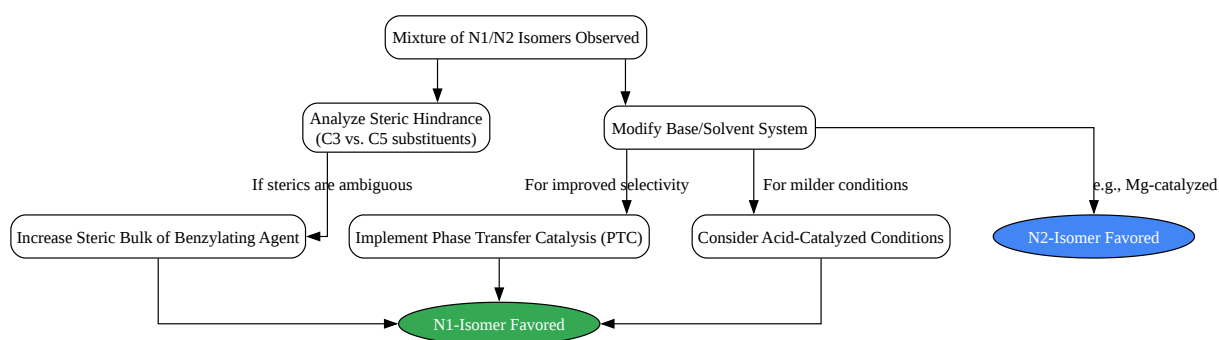 Mixture of N1/N2 Isomers Observed
Analyze Steric Hindrance
(C3 vs. C5 substituents)
Modify Base/Solvent System
If sterics are ambiguous
For improved selectivity
For milder conditions
e.g., Mg-catalyzed
Increase Steric Bulk of Benzylating Agent
Implement Phase Transfer Catalysis (PTC)
Consider Acid-Catalyzed Conditions
N2-Isomer Favored
N1-Isomer Favored